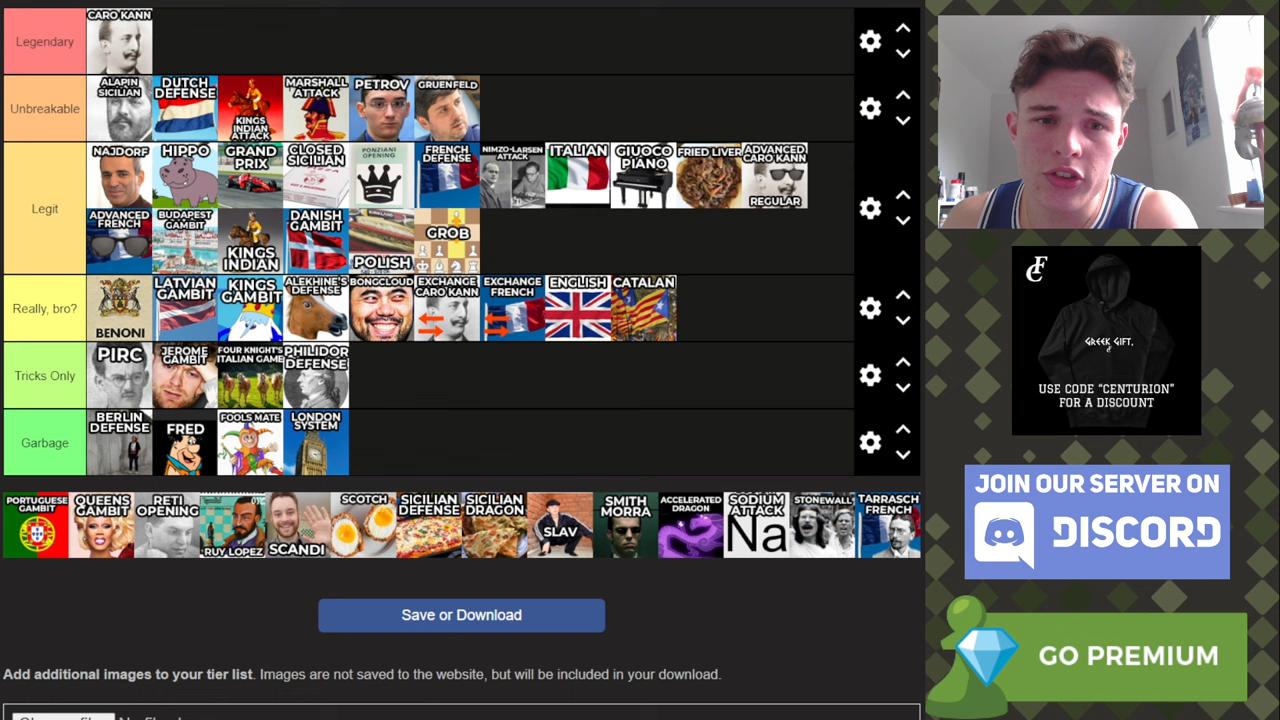 Legendary
CARO KANN
Unbreakable
ALAPIN
SICILIAN
DUTCH
DEFENSE
KINGS
INDIAN
ATTACK
MARSHALL
ATTACK
PETROV
GRUENFELD
Legit
NAJDORF
HIPPO
GRAND
PRIX
CLOSED
SICILIAN
PONZIANI
OPENING
FRENCH
DEFENSE
NIMZO-LARSEN
ATTACK
ITALIAN
GIUOCO
PIANO
FRIED LIVER
ADVANCED
CARO KANN
REGULAR
ADVANCED
FRENCH
BUDAPEST
GAMBIT
KINGS
INDIAN
DANISH
GAMBIT
KIRKLAND
POLISH
GROB
Really, bro?
BENONI
LATVIAN
GAMBIT
KINGS
GAMBIT
ALEKHINE'S
DEFENSE
BONGCLOUD
EXCHANGE
CARO KANN
EXCHANGE
FRENCH
ENGLISH
CATALAN
Tricks Only
PIRC
JEROME
GAMBIT
FOUR KNIGHT'S
ITALIAN GAME
PHILIDOR
DEFENSE
Garbage
BERLIN
DEFENSE
FRED
FOOLS MATE
LONDON
SYSTEM
PORTUGUESE
GAMBIT
QUEENS
GAMBIT
RETI
OPENING
RUY LOPEZ
SCANDI
SCOTCH
SICILIAN
DEFENSE
SICILIAN
DRAGON
SLAV
SMITH
MORRA
ACCELERATED
DRAGON
SODIUM
ATTACK
Na
STONEWALL
TARRASCH
FRENCH
Save or Download
Add additional images to your tier list. Images are not saved to the website, but will be included in your download.
GREEK GIFT.
USE CODE "CENTURION"
FOR A DISCOUNT
JOIN OUR SERVER ON
DISCORD
GO PREMIUM